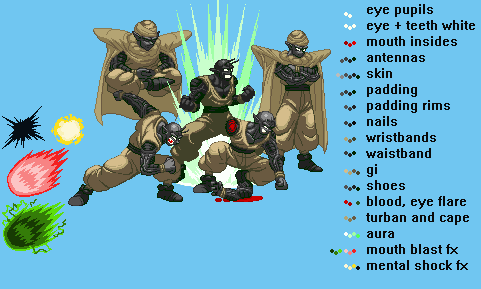 eye pupils
eye + teeth white
mouth insides
antennas
skin
padding
padding rims
nails
wristbands
waistband
gi
shoes
blood, eye flare
turban and cape
aura
mouth blast fx
mental shock fx